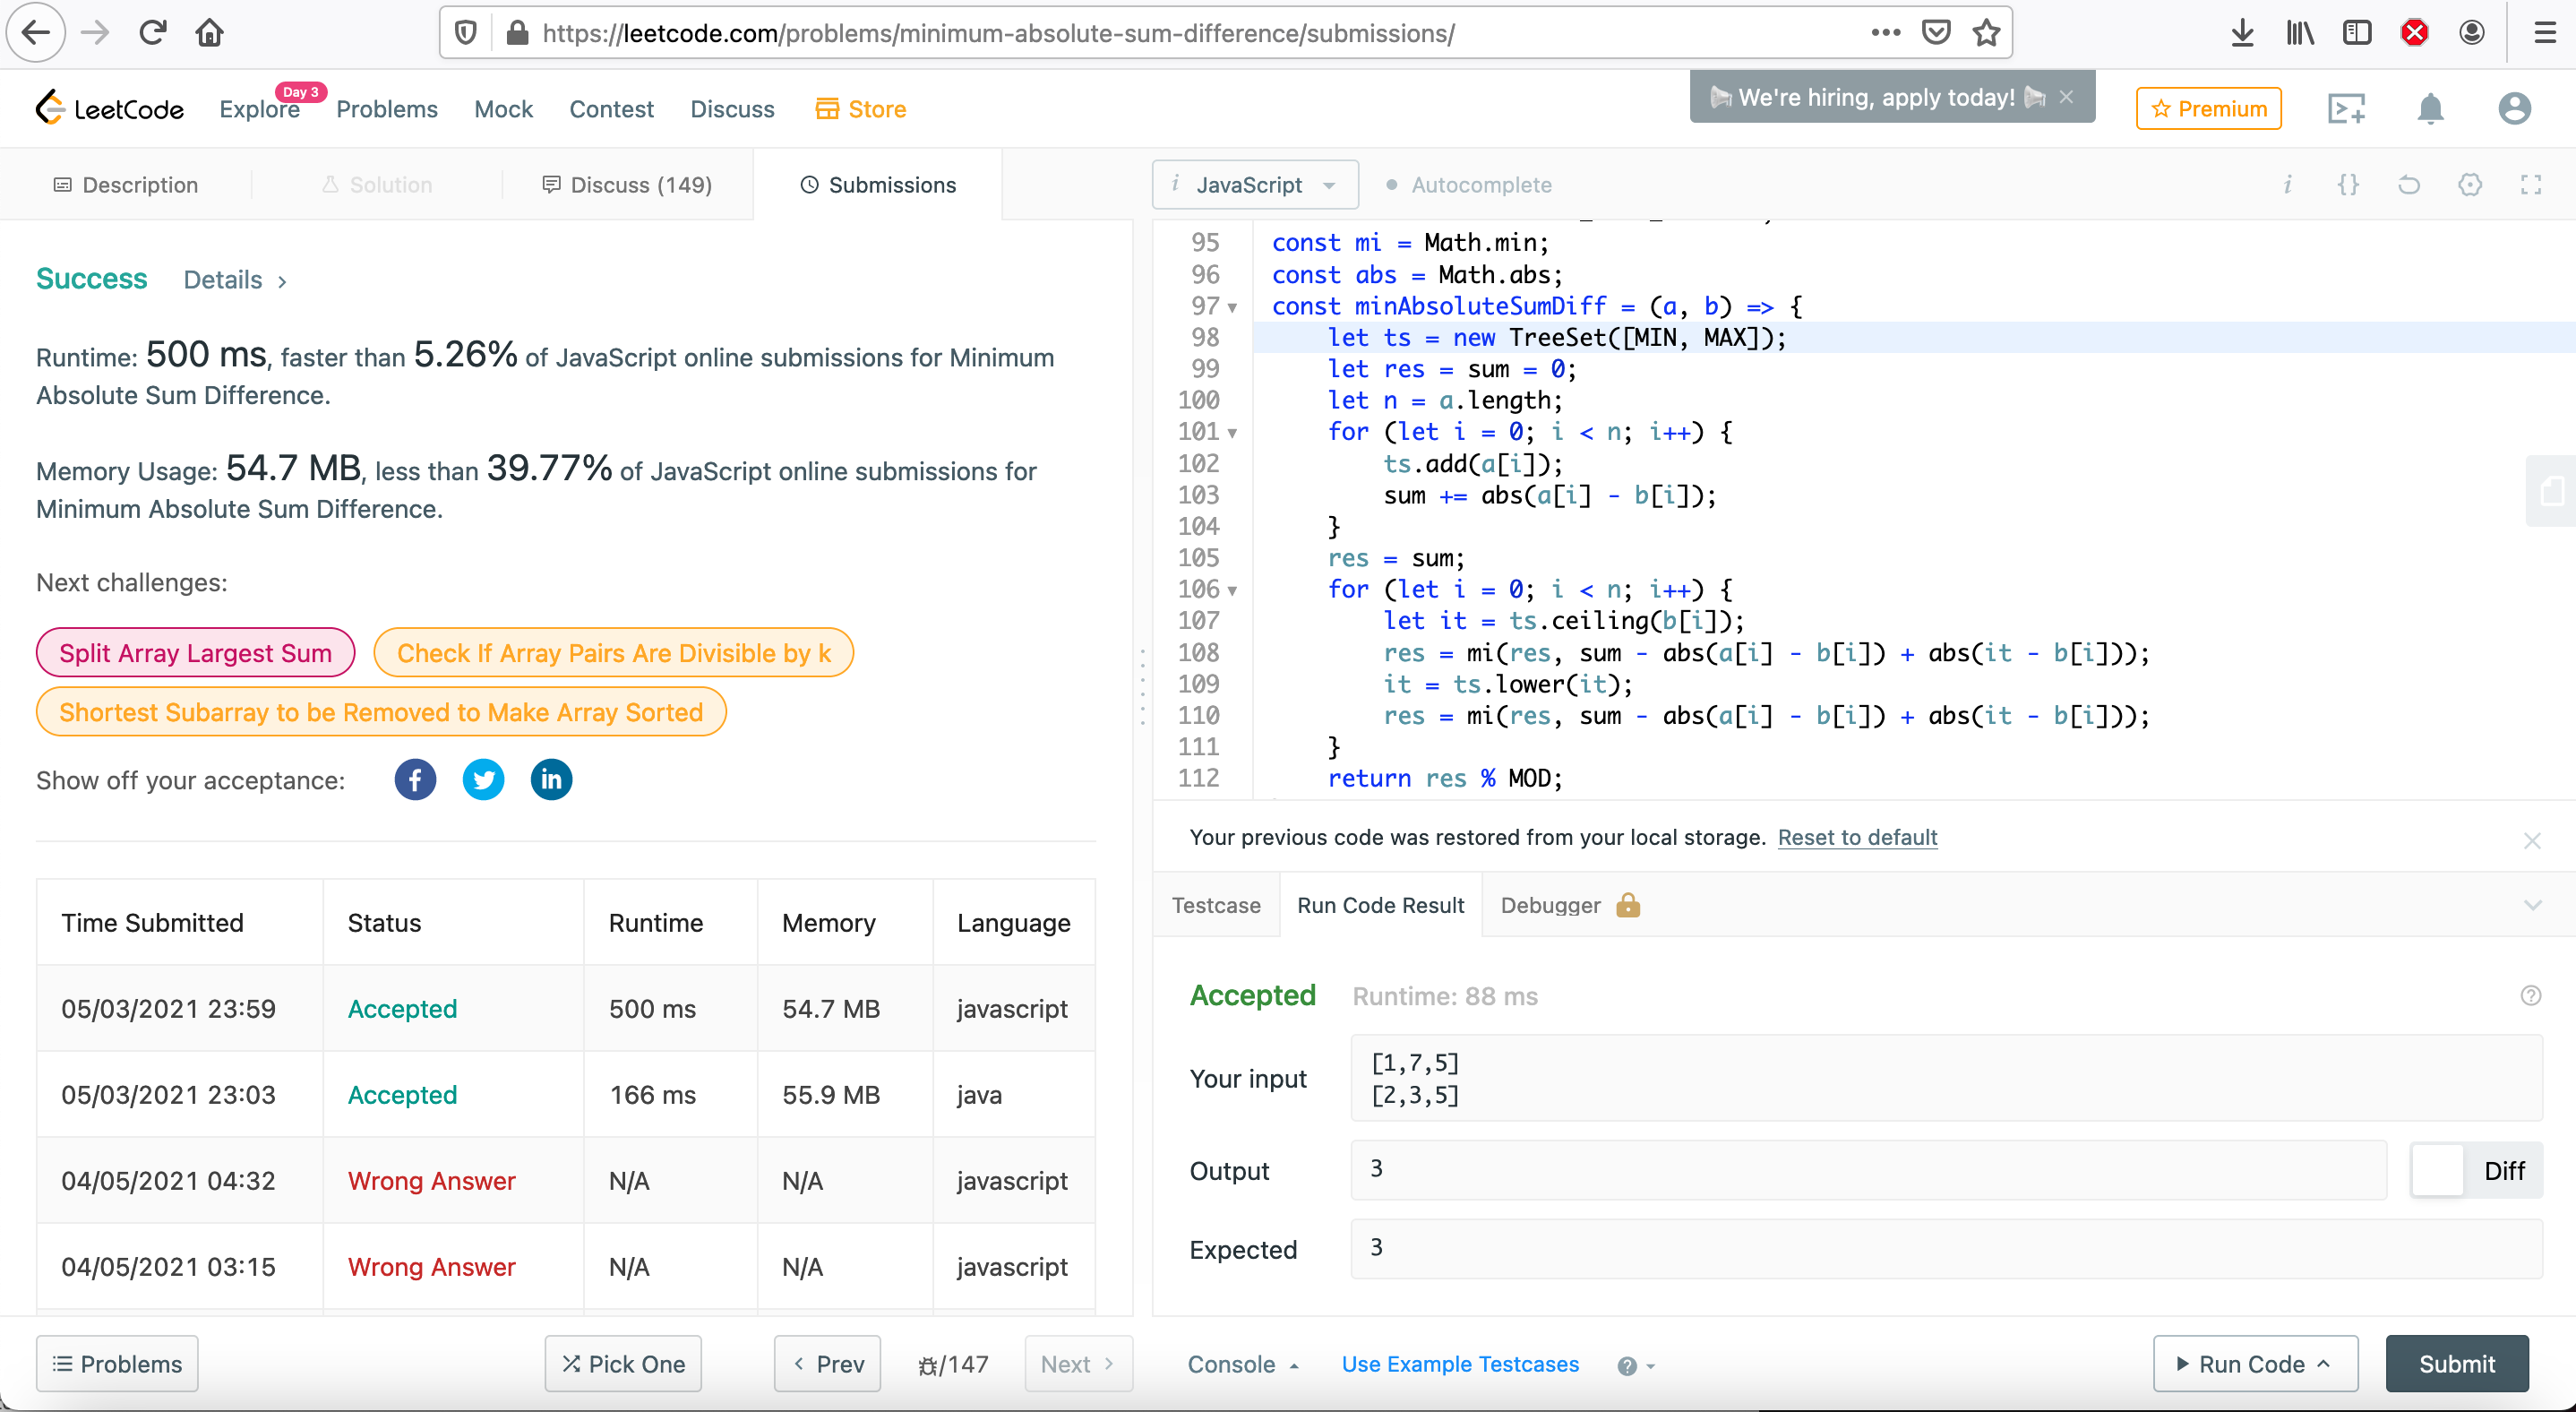 https://leetcode.com/problems/minimum-absolute-sum-difference/submissions/
LeetCode
Explore
Day 3
Problems
Mock
Contest
Discuss
Store
We're hiring, apply today!
Premium
Description
Solution
Discuss (149)
Submissions
Success Details
Runtime: 500 ms, faster than 5.26% of JavaScript online submissions for Minimum
Absolute Sum Difference.
Memory Usage: 54.7 MB, less than 39.77% of JavaScript online submissions for
Minimum Absolute Sum Difference.
Next challenges:
Split Array Largest Sum
Check If Array Pairs Are Divisible by k
Shortest Subarray to be Removed to Make Array Sorted
Show off your acceptance:
Time Submitted Status Runtime Memory Language
05/03/2021 23:59 Accepted 500 ms 54.7 MB javascript
05/03/2021 23:03 Accepted 166 ms 55.9 MB java
04/05/2021 04:32 Wrong Answer N/A N/A javascript
04/05/2021 03:15 Wrong Answer N/A N/A javascript
Problems
Pick One
Prev
/147
Next
i JavaScript
Autocomplete
i {}
95 const mi = Math.min;
96 const abs = Math.abs;
97 const minAbsoluteSumDiff = (a, b) => {
98 let ts = new TreeSet([MIN, MAX]);
99 let res = sum = 0;
100 let n = a.length;
101 for (let i = 0; i < n; i++) {
102 ts.add(a[i]);
103 sum += abs(a[i] - b[i]);
104 }
105 res = sum;
106 for (let i = 0; i < n; i++) {
107 let it = ts.ceiling(b[i]);
108 res = mi(res, sum - abs(a[i] - b[i]) + abs(it - b[i]));
109 it = ts.lower(it);
110 res = mi(res, sum - abs(a[i] - b[i]) + abs(it - b[i]));
111 }
112 return res % MOD;
Your previous code was restored from your local storage. Reset to default
Testcase
Run Code Result
Debugger
Accepted Runtime: 88 ms
Your input
[1,7,5]
[2,3,5]
Output
3
Diff
Expected
3
Console
Use Example Testcases
Run Code
Submit